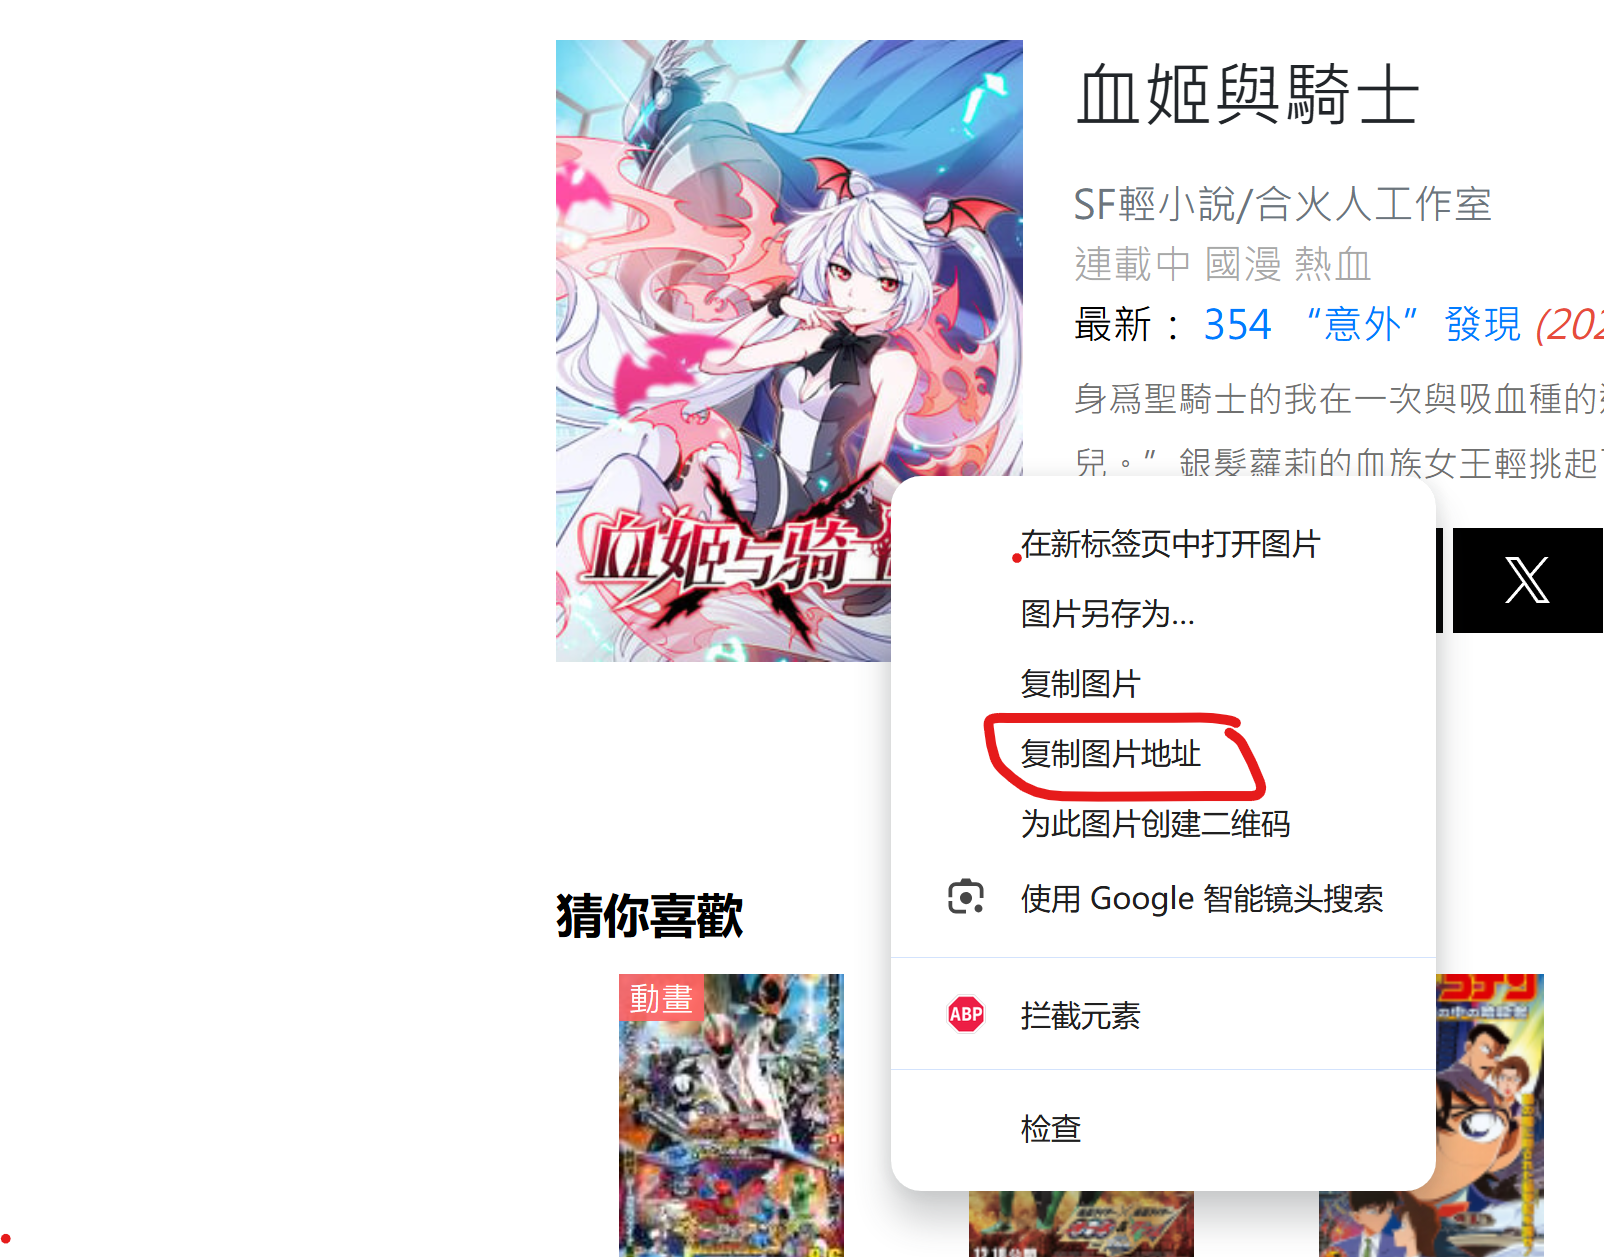 血姬與騎士
SF輕小說/合火人工作室
連載中 國漫 熱血
最新： 354 “意外” 發現 (202
身爲聖騎士的我在一次與吸血種的
兒。” 銀髮蘿莉的血族女王輕挑起
血姬与骑士
在新标签页中打开图片
图片另存为...
复制图片
复制图片地址
为此图片创建二维码
使用 Google 智能镜头搜索
ABP 拦截元素
检查
猜你喜歡
動畫
コナン